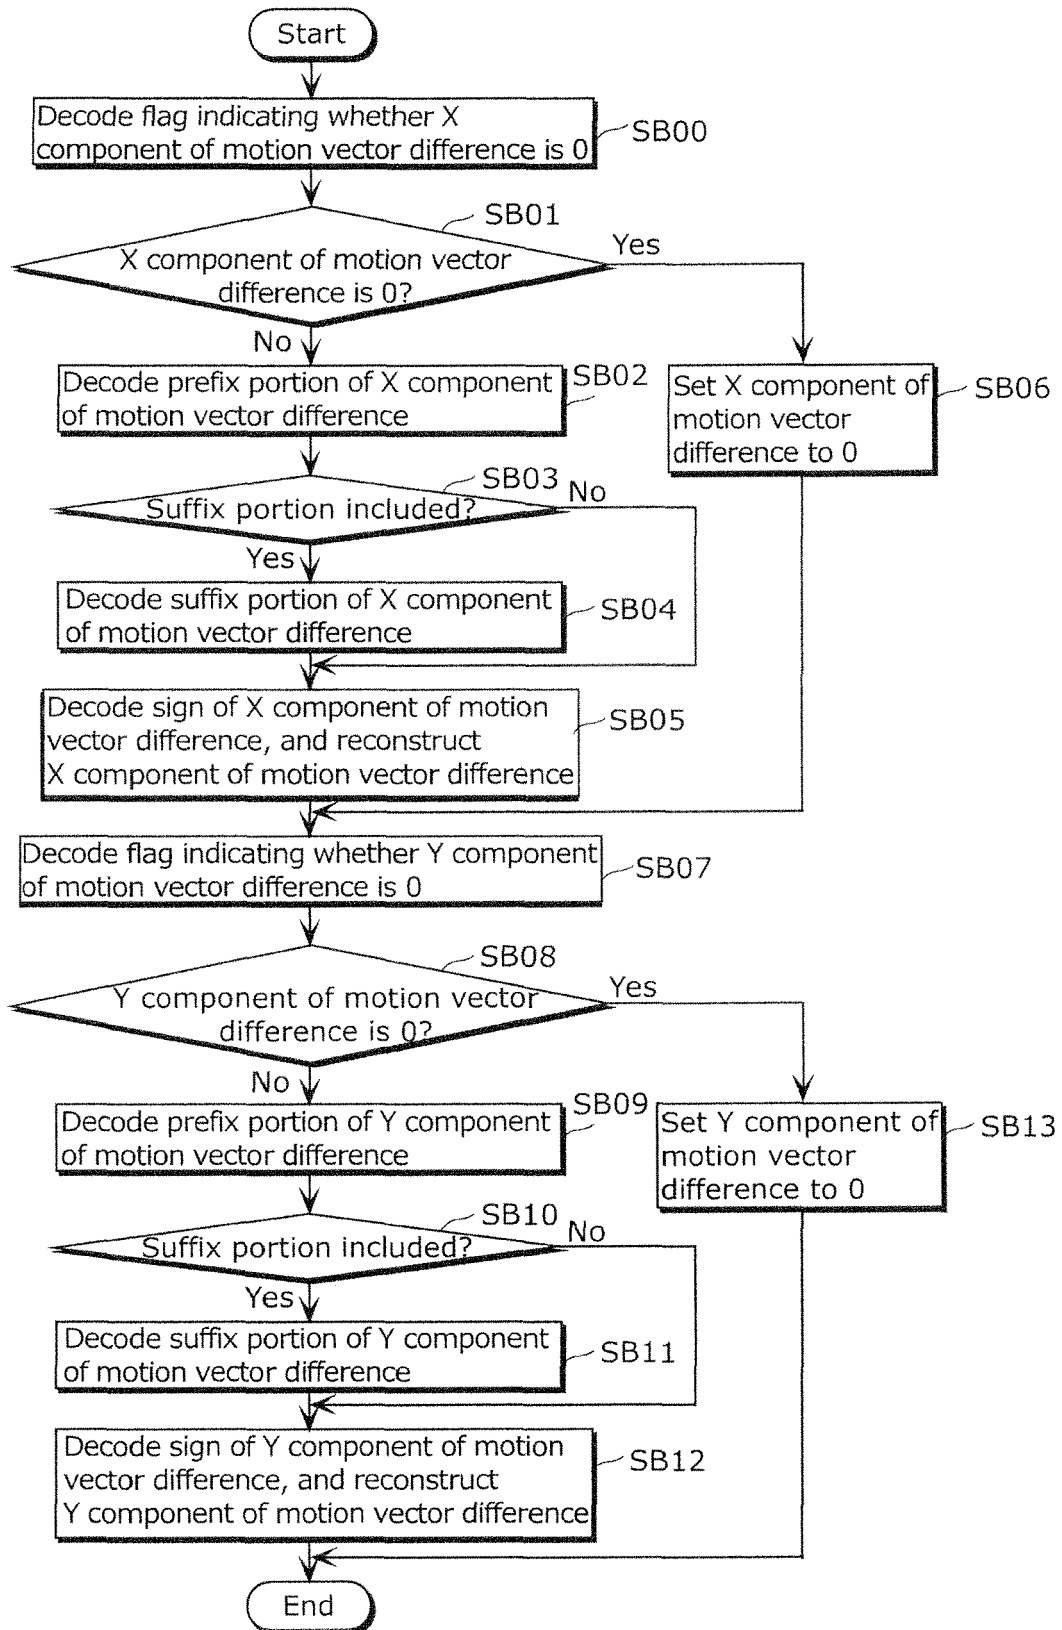 Start
Decode flag indicating whether X
component of motion vector difference is 0
SB00
SB01
X component of motion vector
difference is 0?
Yes
No
Decode prefix portion of X component
of motion vector difference
SB02
Set X component of
motion vector
difference to 0
SB06
SB03
Suffix portion included?
No
Yes
Decode suffix portion of X component
of motion vector difference
SB04
Decode sign of X component of motion
vector difference, and reconstruct
X component of motion vector difference
SB05
Decode flag indicating whether Y component
of motion vector difference is 0
SB07
SB08
Y component of motion vector
difference is 0?
Yes
No
Decode prefix portion of Y component
of motion vector difference
SB09
Set Y component of
motion vector
difference to 0
SB13
SB10
Suffix portion included?
No
Yes
Decode suffix portion of Y component
of motion vector difference
SB11
Decode sign of Y component of motion
vector difference, and reconstruct
Y component of motion vector difference
SB12
End